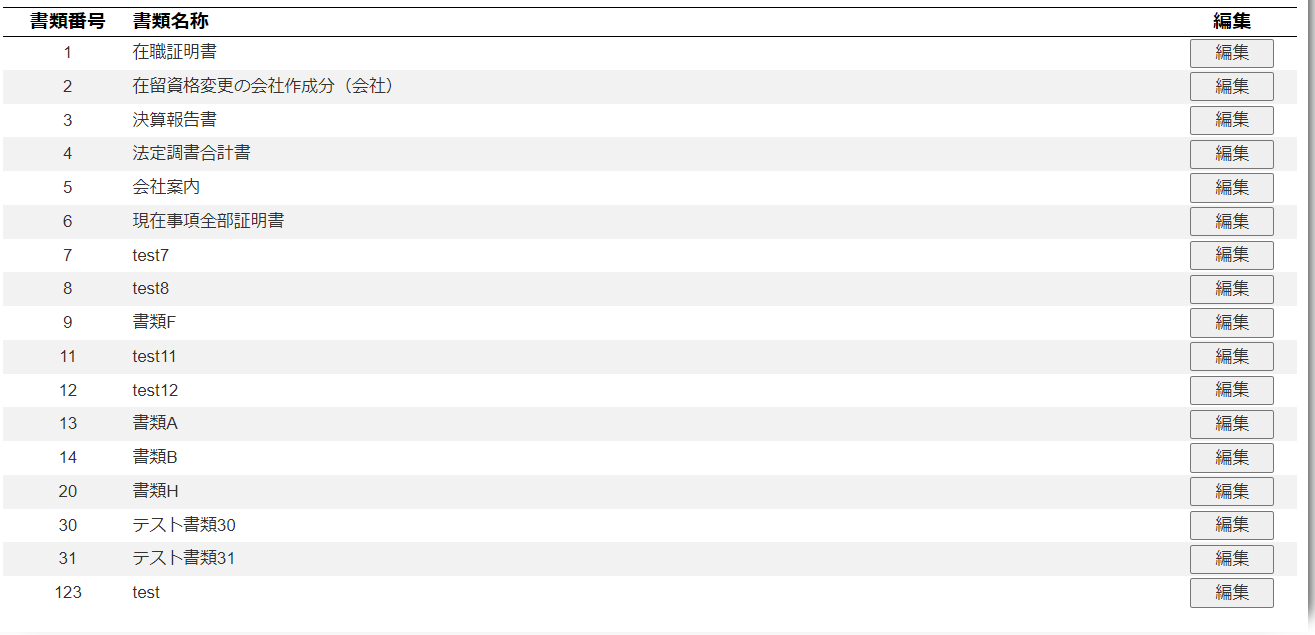 書類番号 書類名称 編集
1 在職証明書 編集
2 在留資格変更の会社作成分（会社） 編集
3 決算報告書 編集
4 法定調書合計書 編集
5 会社案内 編集
6 現在事項全部証明書 編集
7 test7 編集
8 test8 編集
9 書類F 編集
11 test11 編集
12 test12 編集
13 書類A 編集
14 書類B 編集
20 書類H 編集
30 テスト書類30 編集
31 テスト書類31 編集
123 test 編集